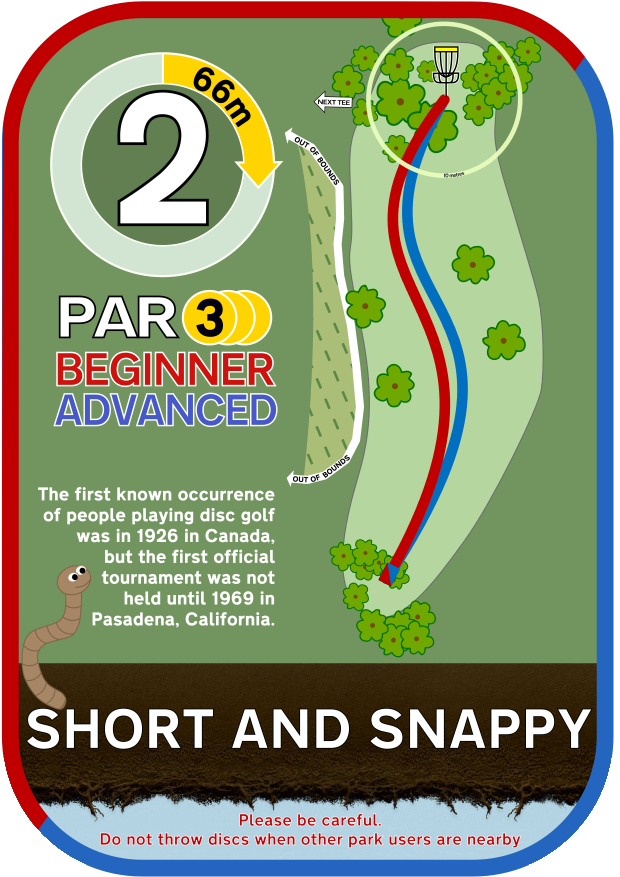 66m
2
NEXT TEE
OUT OF BOUNDS
10 metres
PAR 3
BEGINNER
ADVANCED
OUT OF BOUNDS
The first known occurrence
of people playing disc golf
was in 1926 in Canada,
but the first official
tournament was not
held until 1969 in
Pasadena, California.
SHORT AND SNAPPY
Please be careful.
Do not throw discs when other park users are nearby